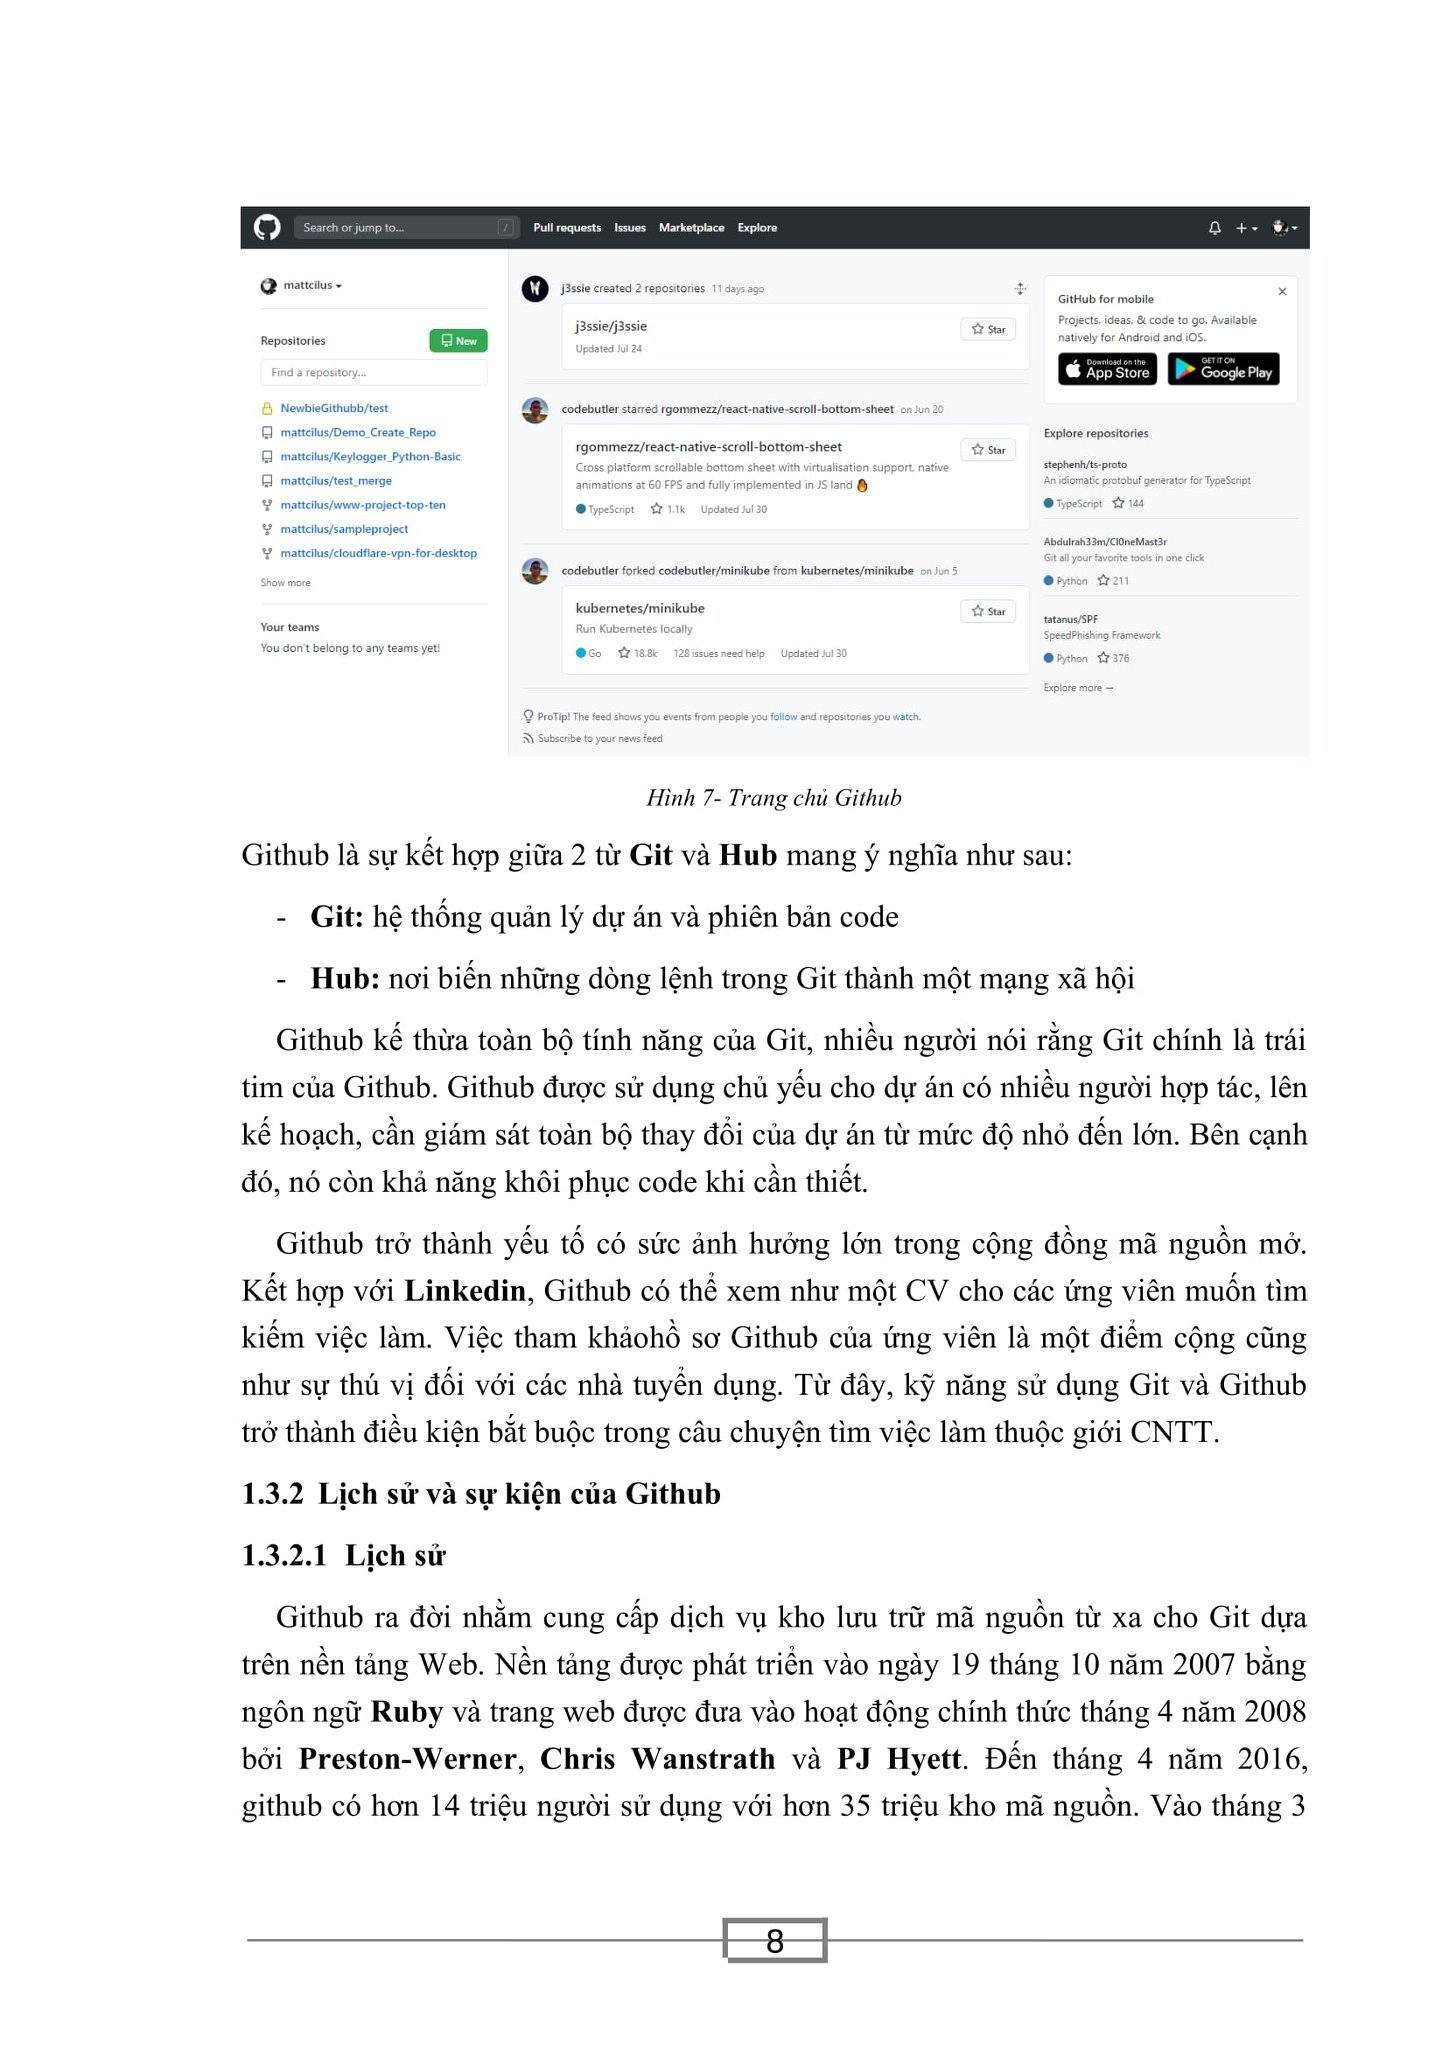 Search or jump to... /
Pull requests Issues Marketplace Explore
mattcilus
Repositories New
Find a repository...
NewbieGithubb/test
mattcilus/Demo_Create_Repo
mattcilus/Keylogger_Python-Basic
mattcilus/test_merge
mattcilus/www-project-top-ten
mattcilus/sampleproject
mattcilus/cloudflare-vpn-for-desktop
Show more
Your teams
You don't belong to any teams yet!
j3ssie created 2 repositories 11 days ago
j3ssie/j3ssie
Star
Updated Jul 24
codebutler starred rgommezz/react-native-scroll-bottom-sheet on Jun 20
rgommezz/react-native-scroll-bottom-sheet
Star
Cross platform scrollable bottom sheet with virtualisation support, native
animations at 60 FPS and fully implemented in JS land 🔥
TypeScript 1.1k Updated Jul 30
codebutler forked codebutler/minikube from kubernetes/minikube on Jun 5
kubernetes/minikube
Star
Run Kubernetes locally
Go 18.8k 128 issues need help Updated Jul 30
ProTip! The feed shows you events from people you follow and repositories you watch.
Subscribe to your news feed
GitHub for mobile
Projects, ideas, & code to go. Available
natively for Android and iOS.
Download on the App Store
GET IT ON Google Play
Explore repositories
stephenh/ts-proto
An idiomatic protobuf generator for TypeScript
TypeScript 144
Abdulrah33m/Cl0neMast3r
Git all your favorite tools in one click
Python 211
tatanus/SPF
SpeedPhishing Framework
Python 376
Explore more →
Hình 7- Trang chủ Github
Github là sự kết hợp giữa 2 từ Git và Hub mang ý nghĩa như sau:
- Git: hệ thống quản lý dự án và phiên bản code
- Hub: nơi biến những dòng lệnh trong Git thành một mạng xã hội
Github kế thừa toàn bộ tính năng của Git, nhiều người nói rằng Git chính là trái
tim của Github. Github được sử dụng chủ yếu cho dự án có nhiều người hợp tác, lên
kế hoạch, cần giám sát toàn bộ thay đổi của dự án từ mức độ nhỏ đến lớn. Bên cạnh
đó, nó còn khả năng khôi phục code khi cần thiết.
Github trở thành yếu tố có sức ảnh hưởng lớn trong cộng đồng mã nguồn mở.
Kết hợp với Linkedin, Github có thể xem như một CV cho các ứng viên muốn tìm
kiếm việc làm. Việc tham khảohồ sơ Github của ứng viên là một điểm cộng cũng
như sự thú vị đối với các nhà tuyển dụng. Từ đây, kỹ năng sử dụng Git và Github
trở thành điều kiện bắt buộc trong câu chuyện tìm việc làm thuộc giới CNTT.
1.3.2 Lịch sử và sự kiện của Github
1.3.2.1 Lịch sử
Github ra đời nhằm cung cấp dịch vụ kho lưu trữ mã nguồn từ xa cho Git dựa
trên nền tảng Web. Nền tảng được phát triển vào ngày 19 tháng 10 năm 2007 bằng
ngôn ngữ Ruby và trang web được đưa vào hoạt động chính thức tháng 4 năm 2008
bởi Preston-Werner, Chris Wanstrath và PJ Hyett. Đến tháng 4 năm 2016,
github có hơn 14 triệu người sử dụng với hơn 35 triệu kho mã nguồn. Vào tháng 3
8